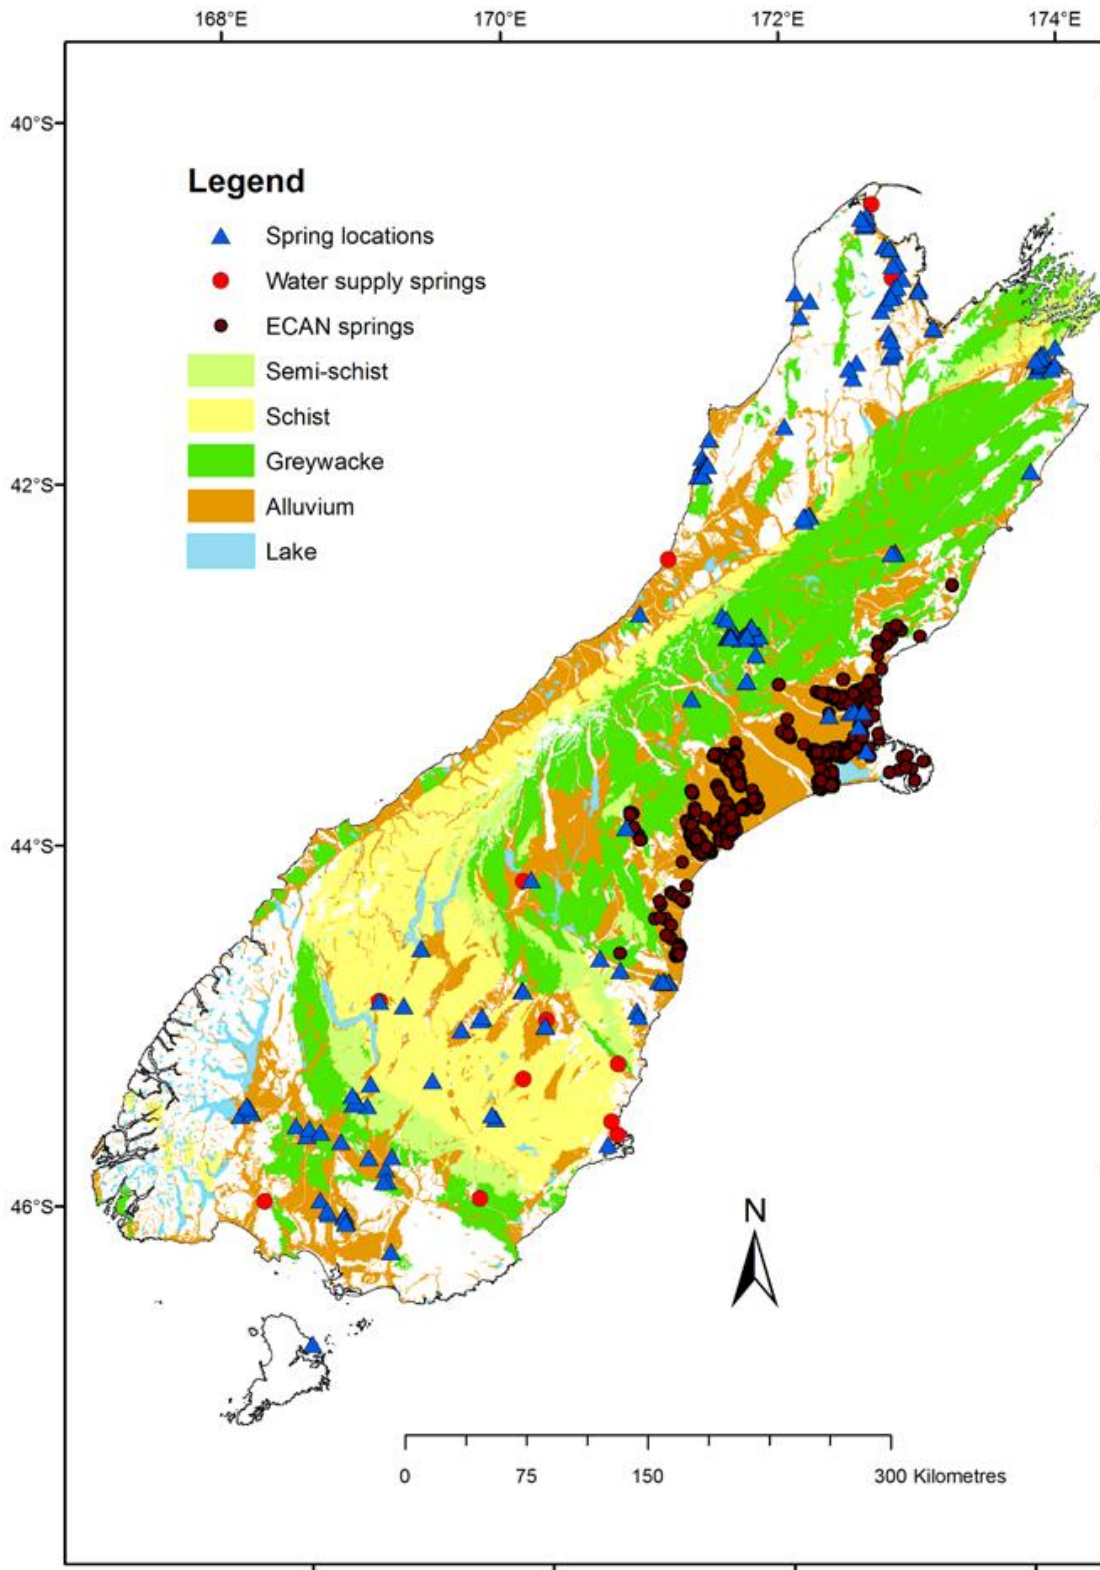 168°E 170°E 172°E 174°E
40°S
Legend
Spring locations
Water supply springs
ECAN springs
Semi-schist
Schist
Greywacke
Alluvium
Lake
42°S
44°S
46°S
N
0 75 150 300 Kilometres